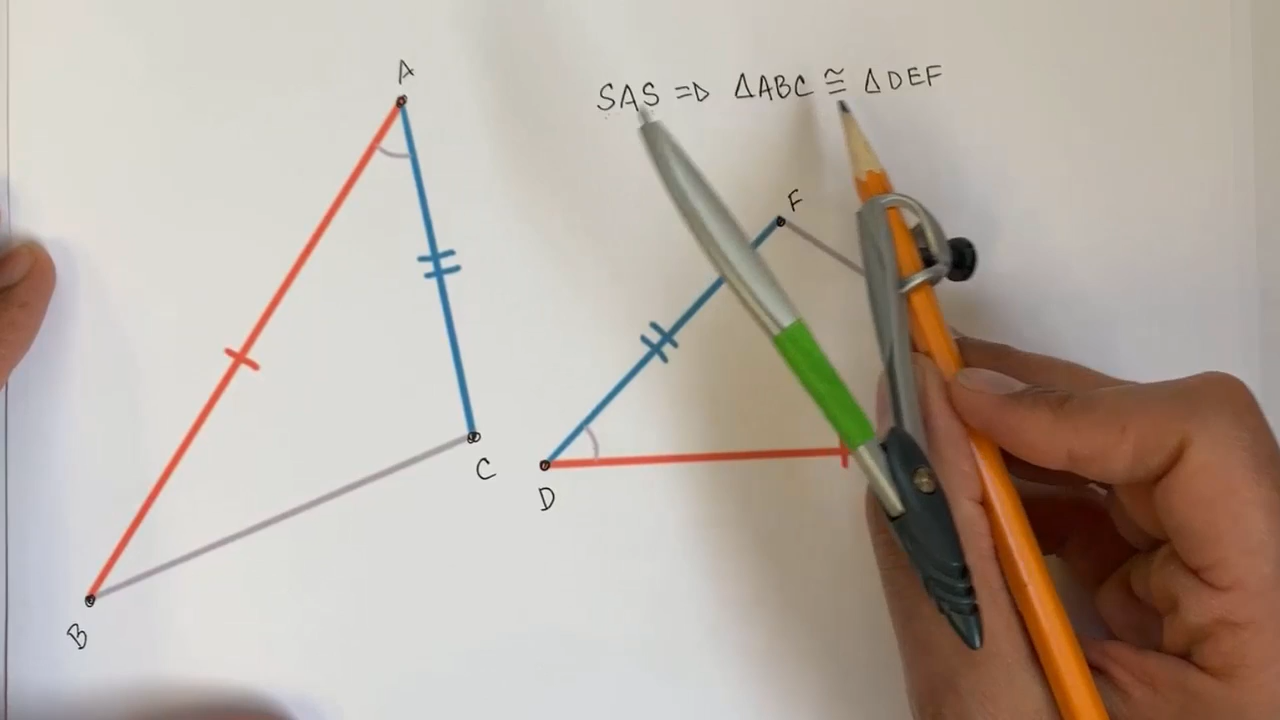 A
SAS ⇒ ΔABC ≅ ΔDEF
F
C
D
B